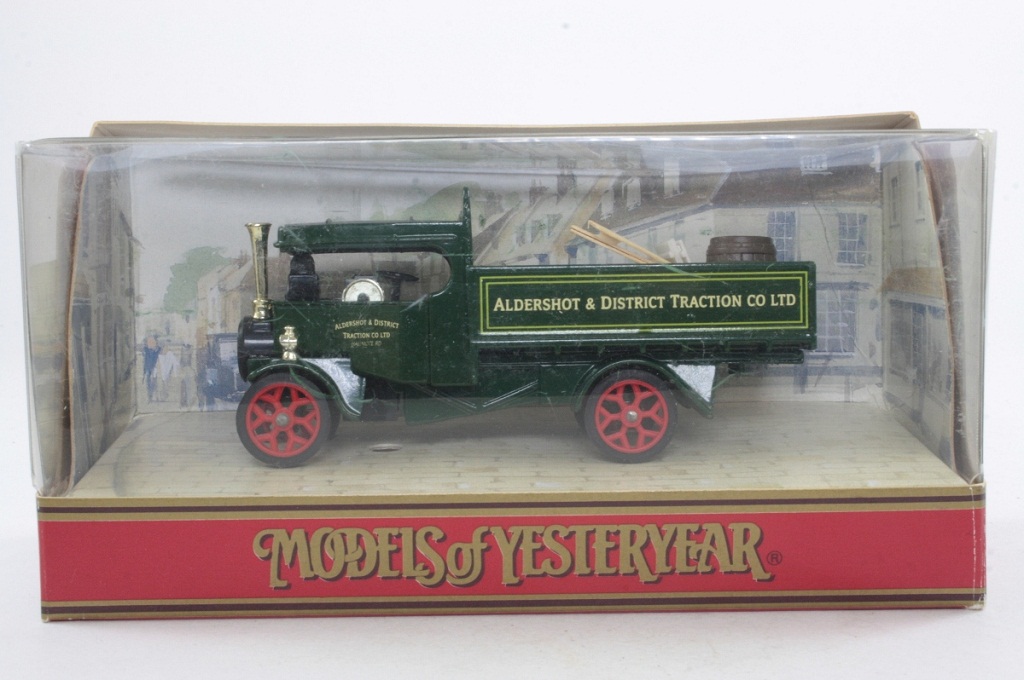 ALDERSHOT & DISTRICT TRACTION CO LTD
ALDERSHOT & DISTRICT
TRACTION CO LTD
MODELS of YESTERYEAR®